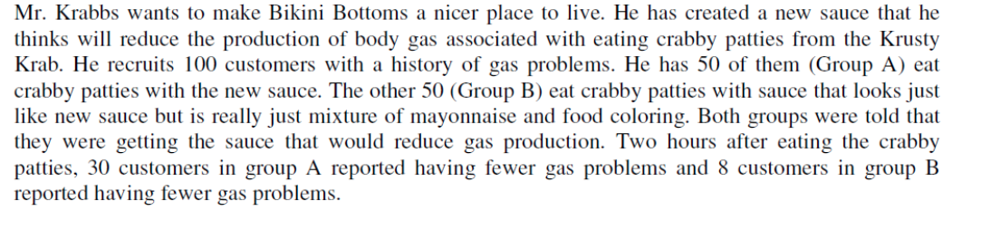 Mr. Krabbs wants to make Bikini Bottoms a nicer place to live. He has created a new sauce that he
thinks will reduce the production of body gas associated with eating crabby patties from the Krusty
Krab. He recruits 100 customers with a history of gas problems. He has 50 of them (Group A) eat
crabby patties with the new sauce. The other 50 (Group B) eat crabby patties with sauce that looks just
like new sauce but is really just mixture of mayonnaise and food coloring. Both groups were told that
they were getting the sauce that would reduce gas production. Two hours after eating the crabby
patties, 30 customers in group A reported having fewer gas problems and 8 customers in group B
reported having fewer gas problems.